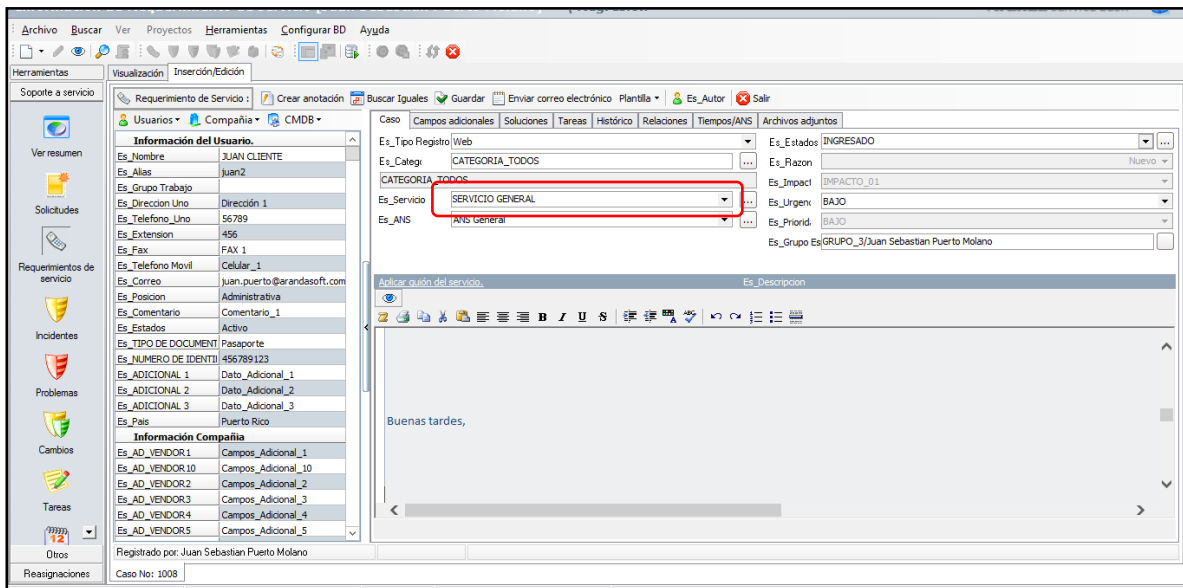 Archivo Buscar Ver Proyectos Herramientas Configurar BD Ayuda
Herramientas
Visualización Inserción/Edición
Soporte a servicio
Requerimiento de Servicio : Crear anotación Buscar Iguales Guardar Enviar correo electrónico Plantilla Es_Autor Salir
Usuarios Compañia CMDB
Caso Campos adicionales Soluciones Tareas Histórico Relaciones Tiempos/ANS Archivos adjuntos
Ver resumen
Solicitudes
Requerimientos de
servicio
Incidentes
Problemas
Cambios
Tareas
12
Otros
Reasignaciones
Información del Usuario.
Es_Nombre JUAN CLIENTE
Es_Alias juan2
Es_Grupo Trabajo
Es_Direccion Uno Dirección 1
Es_Telefono_Uno 56789
Es_Extension 456
Es_Fax FAX 1
Es_Telefono Movil Celular_1
Es_Correo juan.puerto@arandasoft.com
Es_Posicion Administrativa
Es_Comentario Comentario_1
Es_Estados Activo
Es_TIPO DE DOCUMENT Pasaporte
Es_NUMERO DE IDENTII 456789123
Es_ADICIONAL 1 Dato_Adicional_1
Es_ADICIONAL 2 Dato_Adicional_2
Es_ADICIONAL 3 Dato_Adicional_3
Es_Pais Puerto Rico
Información Compañia
Es_AD_VENDOR1 Campos_Adicional_1
Es_AD_VENDOR10 Campos_Adicional_10
Es_AD_VENDOR2 Campos_Adicional_2
Es_AD_VENDOR3 Campos_Adicional_3
Es_AD_VENDOR4 Campos_Adicional_4
Es_AD_VENDOR5 Campos_Adicional_5
Es_Tipo Registro Web
Es_Catego CATEGORIA_TODOS
CATEGORIA_TODOS
Es_Servicio SERVICIO GENERAL
Es_ANS ANS General
Es_Estados INGRESADO
Es_Razon Nuevo
Es_Impact IMPACTO_01
Es_Urgenc BAJO
Es_Priorid BAJO
Es_Grupo Es GRUPO_3/Juan Sebastian Puerto Molano
Aplicar guión del servicio. Es_Descripcion
B I U S
ABC
Buenas tardes,
Registrado por: Juan Sebastian Puerto Molano
Caso No: 1008